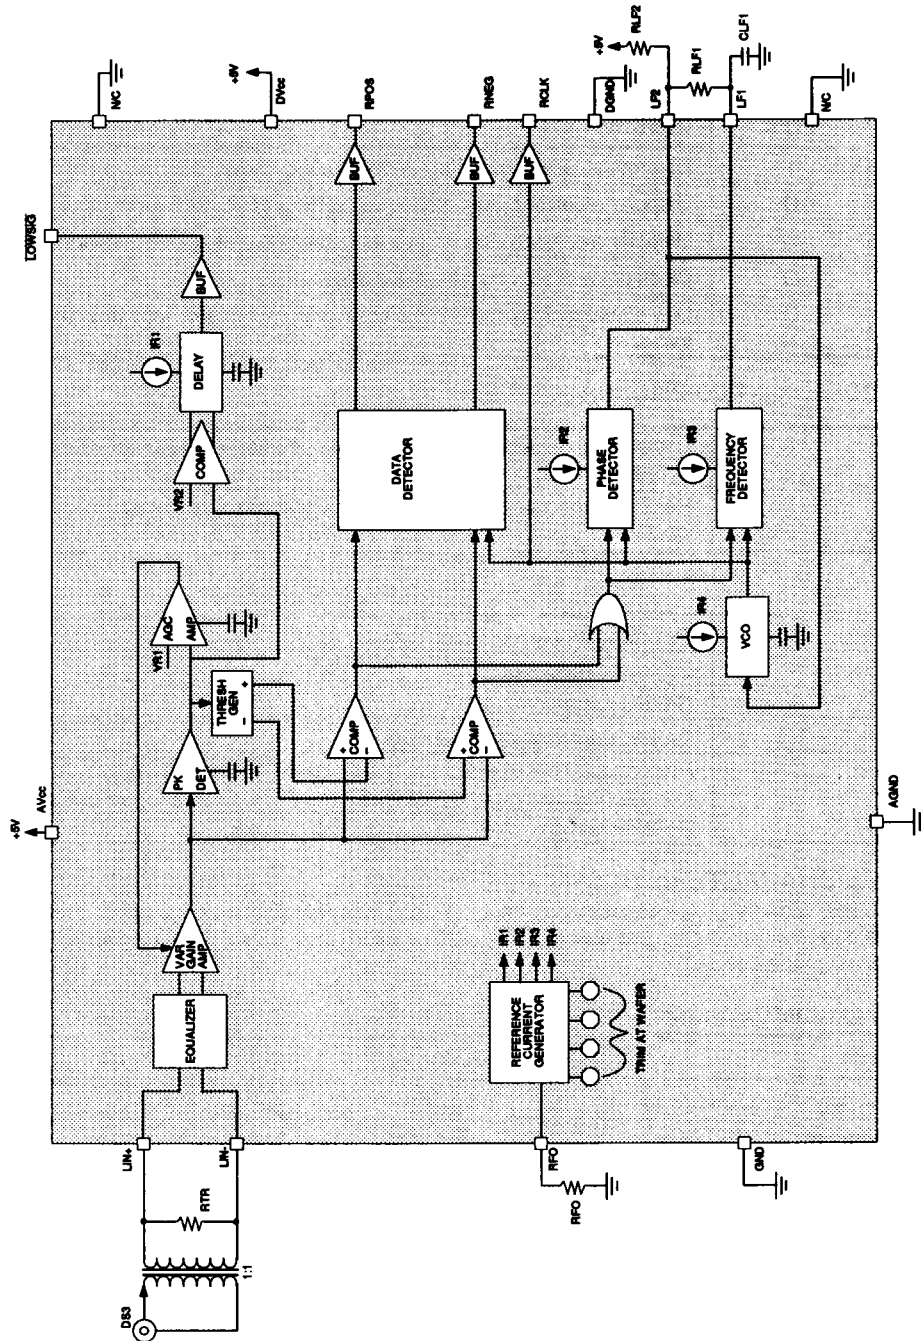 DS3
1:1
RTR
LIN+
LIN-
EQUALIZER
VAR
GAIN
AMP
+5V
AVcc
PK
DET
VR1
AGC
AMP
THRESH
GEN
+
−
VR2
COMP
IR1
DELAY
BUF
LOWSIG
+
COMP
−
+
COMP
−
DATA
DETECTOR
BUF
BUF
BUF
N/C
+5V
DVcc
RPOS
RNEG
RCLK
DGND
+5V
RLF2
LF2
RLF1
LF1
CLF1
N/C
IR2
PHASE
DETECTOR
IR3
FREQUENCY
DETECTOR
IR4
VCO
AGND
RFO
RFO
GND
REFERENCE
CURRENT
GENERATOR
IR1
IR2
IR3
IR4
TRIM AT WAFER